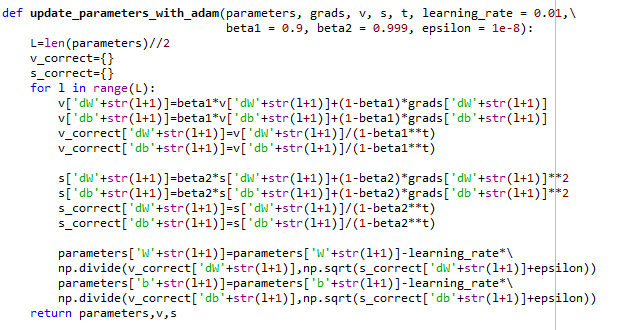 def update_parameters_with_adam(parameters, grads, v, s, t, learning_rate = 0.01,\
beta1 = 0.9, beta2 = 0.999, epsilon = 1e-8):
L=len(parameters)//2
v_correct={}
s_correct={}
for l in range(L):
v['dW'+str(l+1)]=beta1*v['dW'+str(l+1)]+(1-beta1)*grads['dW'+str(l+1)]
v['db'+str(l+1)]=beta1*v['db'+str(l+1)]+(1-beta1)*grads['db'+str(l+1)]
v_correct['dW'+str(l+1)]=v['dW'+str(l+1)]/(1-beta1**t)
v_correct['db'+str(l+1)]=v['db'+str(l+1)]/(1-beta1**t)
s['dW'+str(l+1)]=beta2*s['dW'+str(l+1)]+(1-beta2)*grads['dW'+str(l+1)]**2
s['db'+str(l+1)]=beta2*s['db'+str(l+1)]+(1-beta2)*grads['db'+str(l+1)]**2
s_correct['dW'+str(l+1)]=s['dW'+str(l+1)]/(1-beta2**t)
s_correct['db'+str(l+1)]=s['db'+str(l+1)]/(1-beta2**t)
parameters['W'+str(l+1)]=parameters['W'+str(l+1)]-learning_rate*\
np.divide(v_correct['dW'+str(l+1)],np.sqrt(s_correct['dW'+str(l+1)]+epsilon))
parameters['b'+str(l+1)]=parameters['b'+str(l+1)]-learning_rate*\
np.divide(v_correct['db'+str(l+1)],np.sqrt(s_correct['db'+str(l+1)]+epsilon))
return parameters,v,s